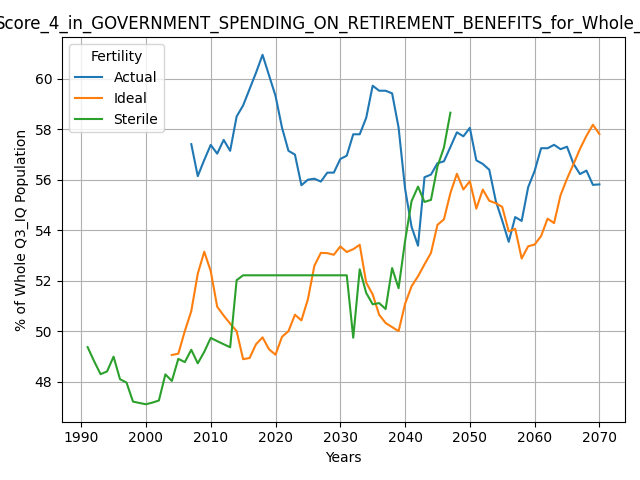 Score_4_in_GOVERNMENT_SPENDING_ON_RETIREMENT_BENEFITS_for_Whole_
Fertility
Actual
Ideal
Sterile
% of Whole Q3_IQ Population
60
58
56
54
52
50
48
1990 2000 2010 2020 2030 2040 2050 2060 2070
Years